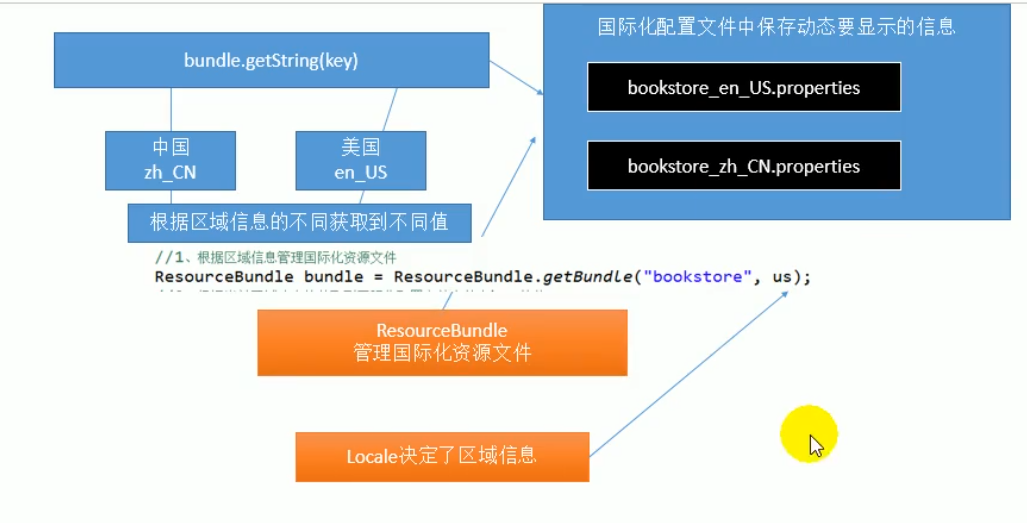 国际化配置文件中保存动态要显示的信息
bundle.getString(key)
bookstore_en_US.properties
中国
zh_CN
美国
en_US
bookstore_zh_CN.properties
根据区域信息的不同获取到不同值
//1、根据区域信息管理国际化资源文件
ResourceBundle bundle = ResourceBundle.getBundle("bookstore", us);
ResourceBundle
管理国际化资源文件
Locale决定了区域信息